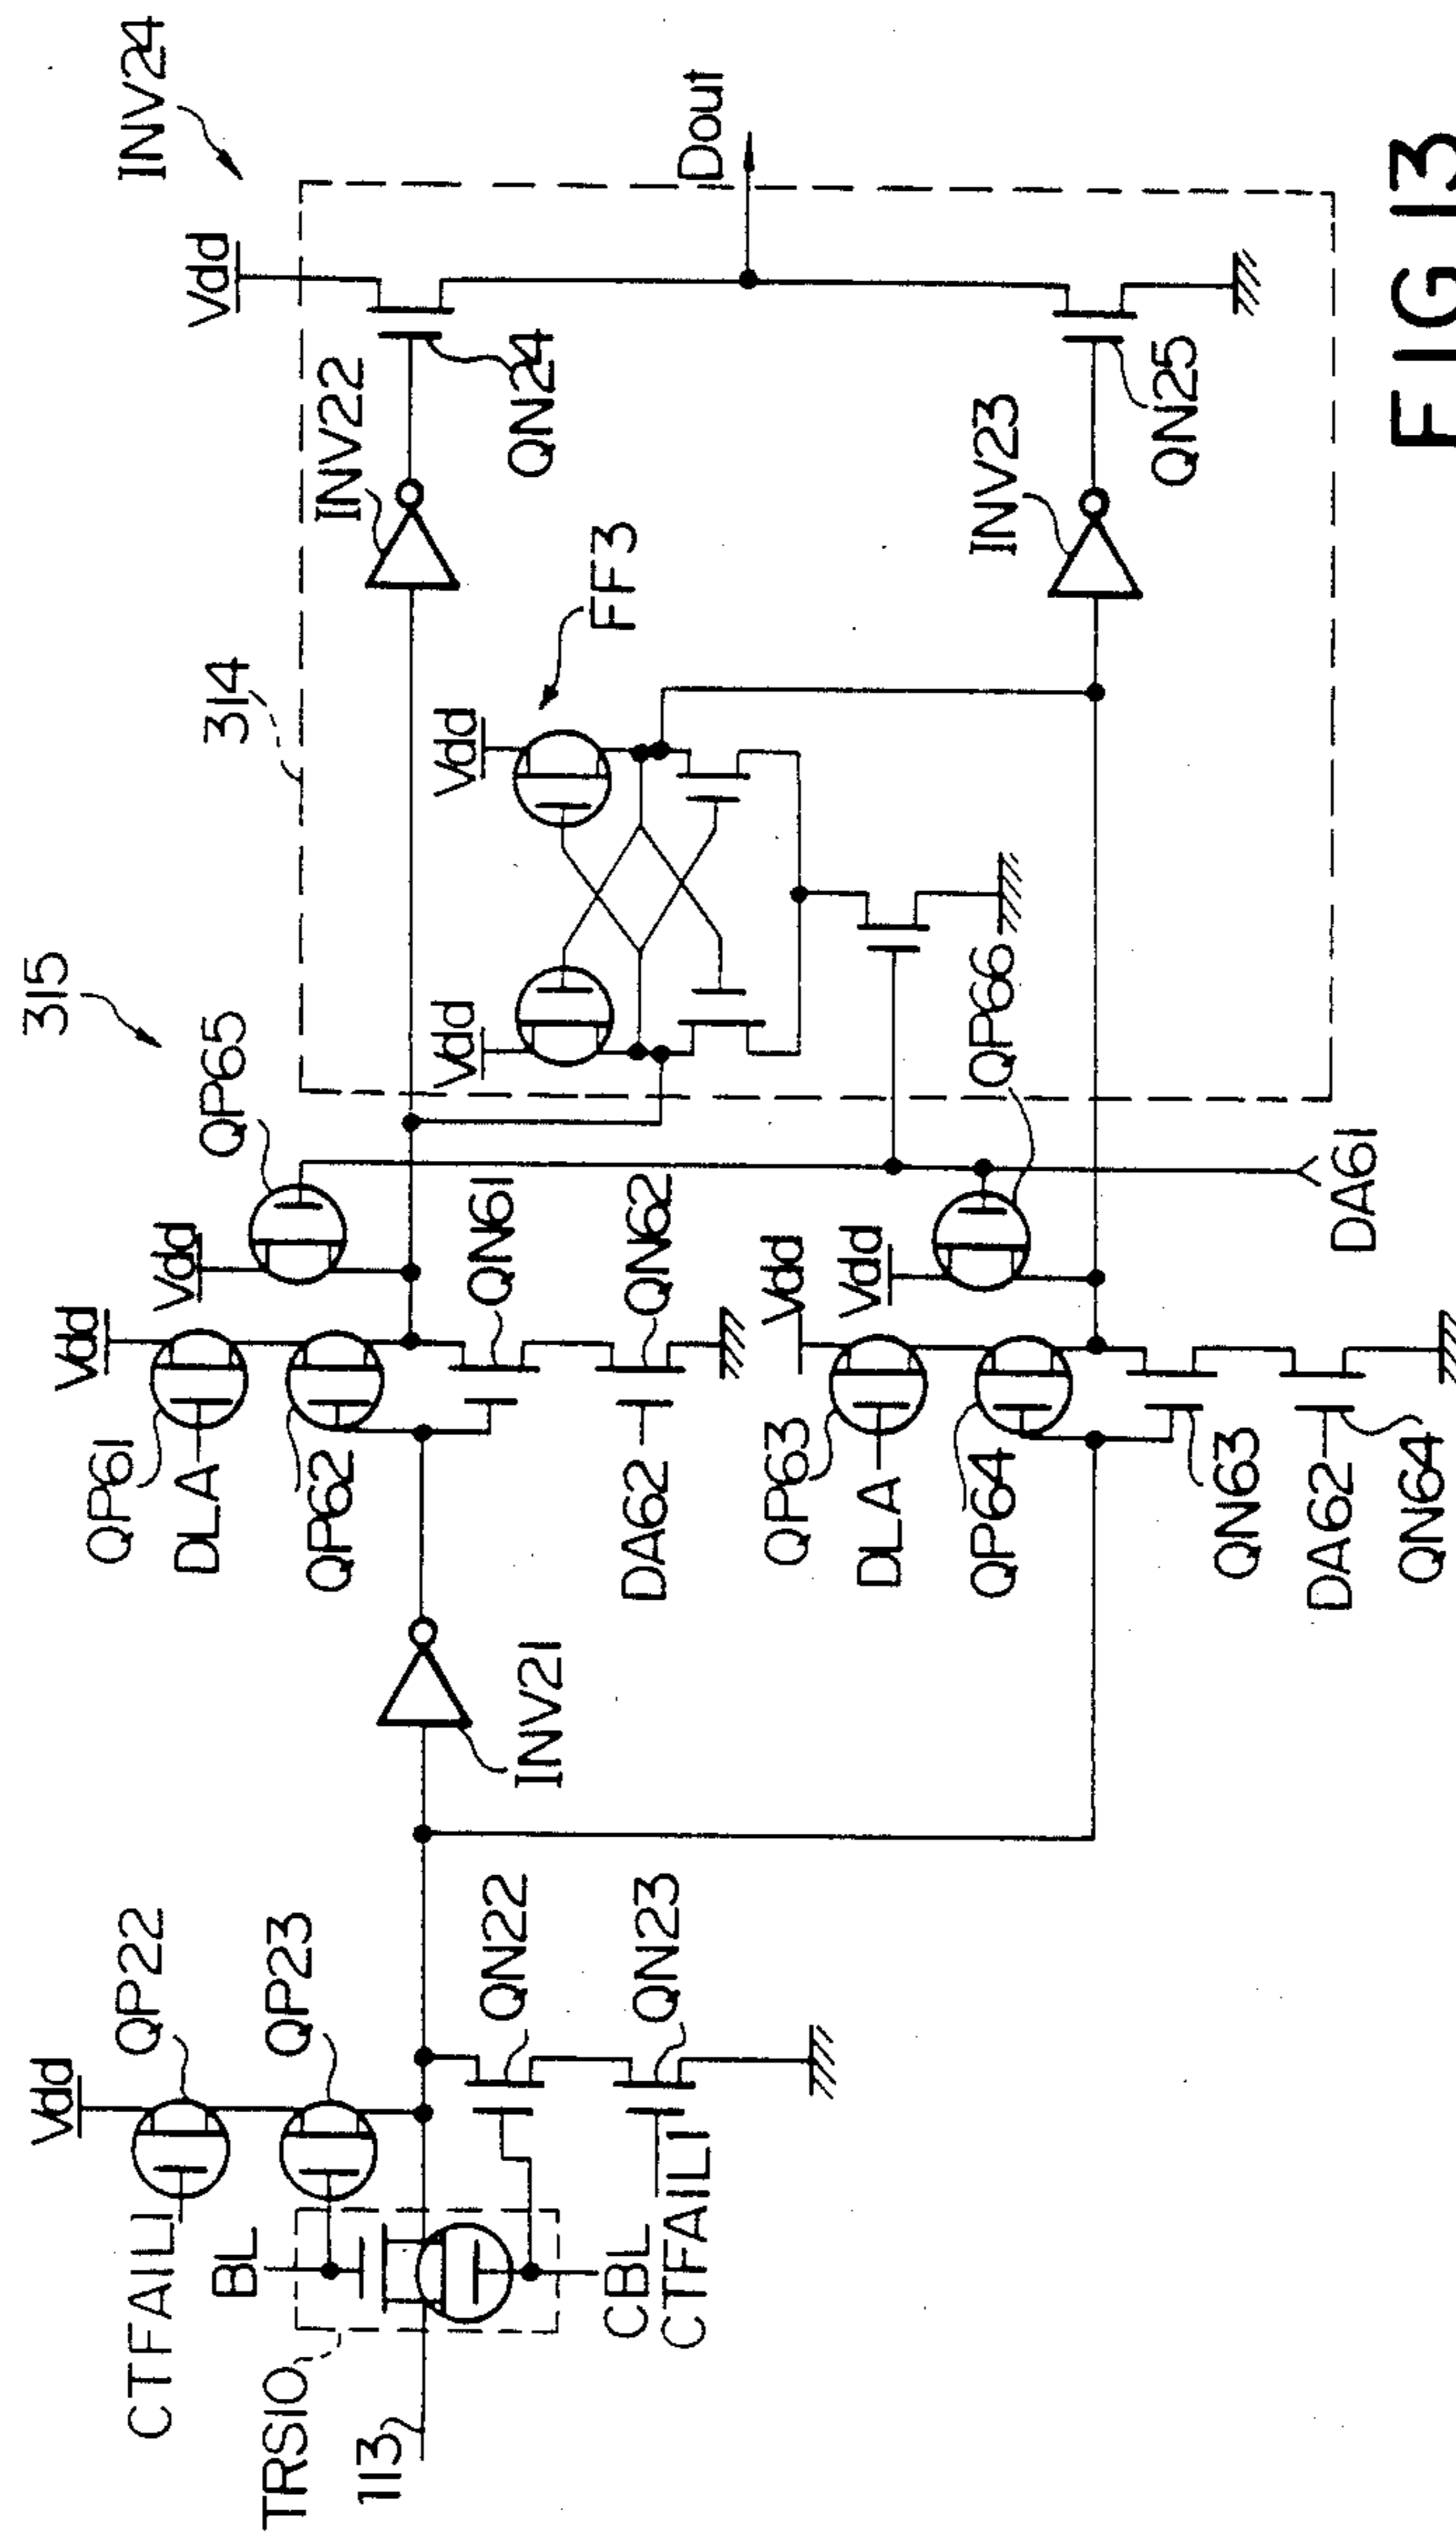 315
314
INV24
Vdd
QP65
Vdd
Vdd
QP61
DLA
QP62
INV22
QN24
Dout
Vdd
Vdd
FF3
QN61
QN62
DA62
INV21
Vdd
QP22
CTFAIL1
QP23
BL
TRS10
113
QN22
QN23
CBL
CTFAIL1
Vdd
Vdd
QP63
DLA
QP64
QP66
QN63
DA62
QN64
DA61
INV23
QN25
FIG 13